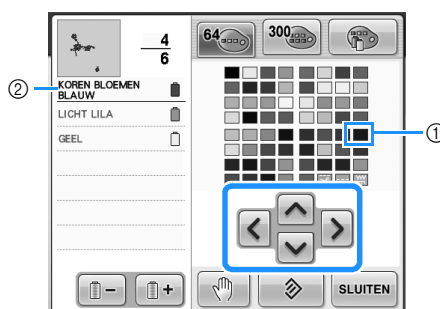 4
6
64
300
② KOREN BLOEMEN
BLAUW
LICHT LILA
GEEL
①
− +
SLUITEN